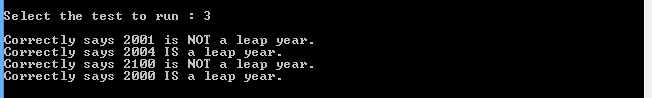 Select the test to run : 3
Correctly says 2001 is NOT a leap year.
Correctly says 2004 IS a leap year.
Correctly says 2100 is NOT a leap year.
Correctly says 2000 IS a leap year.